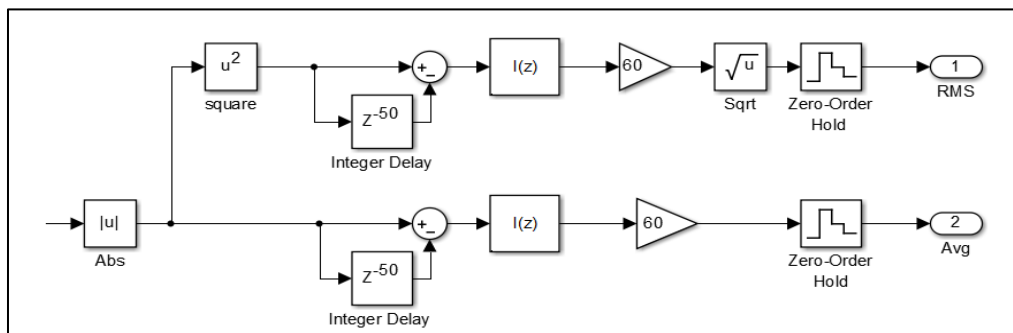 u²
square
+
−
Z⁻⁵⁰
Integer Delay
I(z)
60
√u
Sqrt
Zero-Order
Hold
1
RMS
|u|
Abs
+
−
Z⁻⁵⁰
Integer Delay
I(z)
60
Zero-Order
Hold
2
Avg